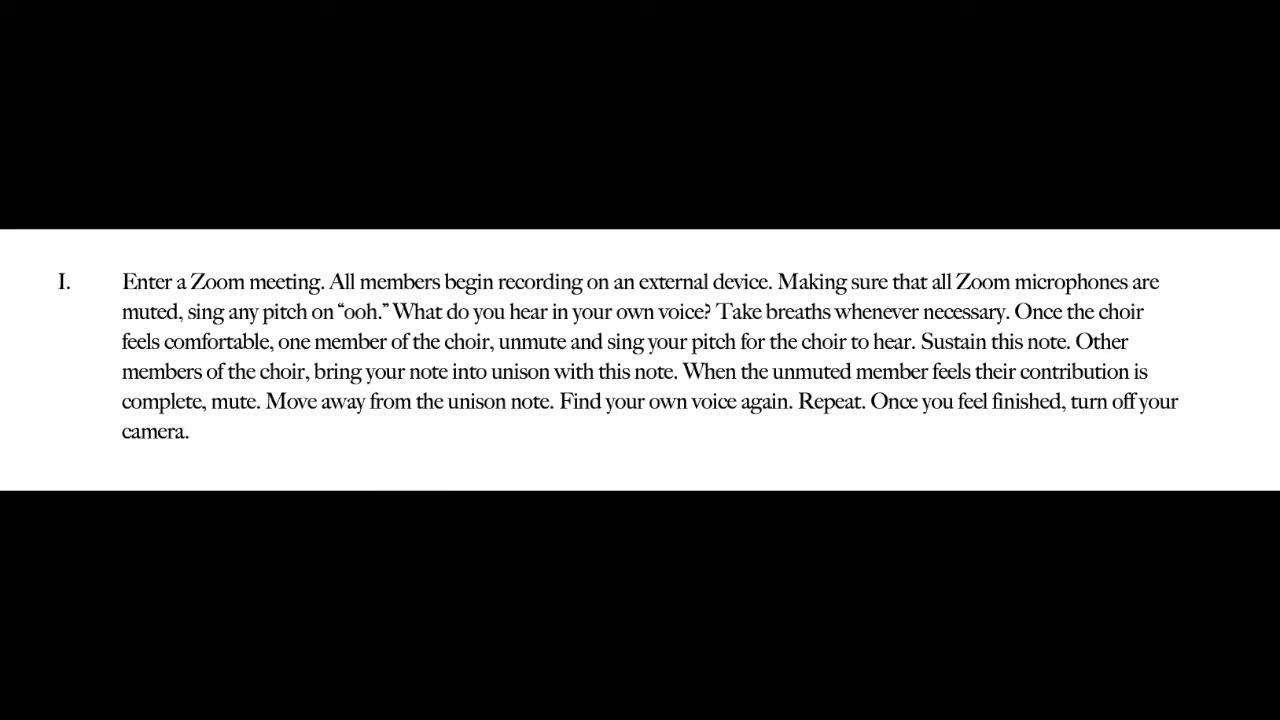 I. Enter a Zoom meeting. All members begin recording on an external device. Making sure that all Zoom microphones are
muted, sing any pitch on “ooh.” What do you hear in your own voice? Take breaths whenever necessary. Once the choir
feels comfortable, one member of the choir, unmute and sing your pitch for the choir to hear. Sustain this note. Other
members of the choir, bring your note into unison with this note. When the unmuted member feels their contribution is
complete, mute. Move away from the unison note. Find your own voice again. Repeat. Once you feel finished, turn off your
camera.